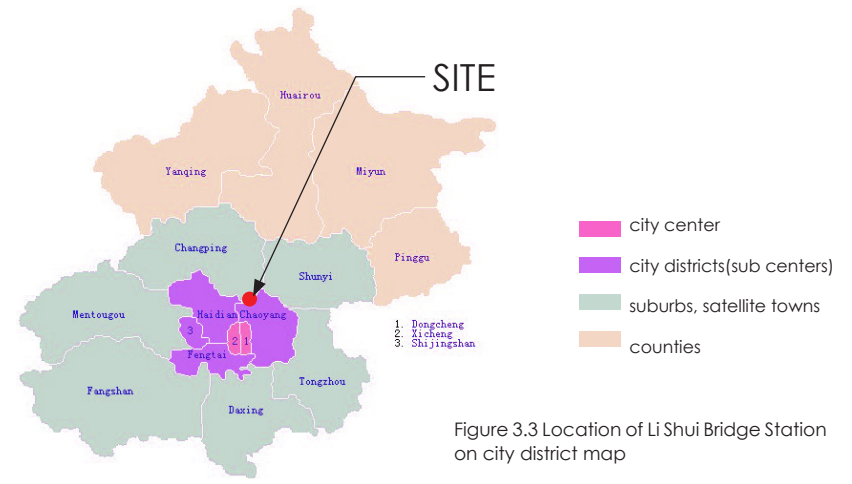 SITE
Huairou
Yanqing
Miyun
Changping
Pinggu
Shunyi
Mentougou
Haidian
Chaoyang
3
2
1
Fengtai
Fangshan
Tongzhou
Daxing
1. Dongcheng
2. Xicheng
3. Shijingshan
city center
city districts(sub centers)
suburbs, satellite towns
counties
Figure 3.3 Location of Li Shui Bridge Station
on city district map